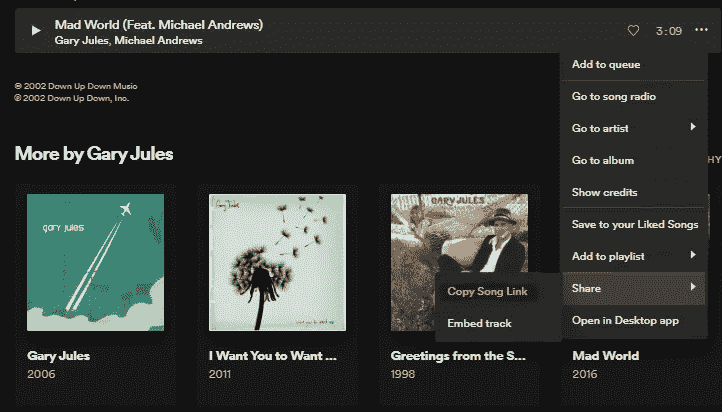 Mad World (Feat. Michael Andrews)
Gary Jules, Michael Andrews
3:09
Add to queue
Go to song radio
Go to artist
Go to album
Show credits
Save to your Liked Songs
Add to playlist
Share
Open in Desktop app
Copy Song Link
Embed track
© 2002 Down Up Down Music
℗ 2002 Down Up Down, Inc.
More by Gary Jules
HY
gary jules
Gary Jules
GARY JULES
Gary Jules
2006
I Want You to Want ...
2011
Greetings from the S...
1998
Mad World
2016